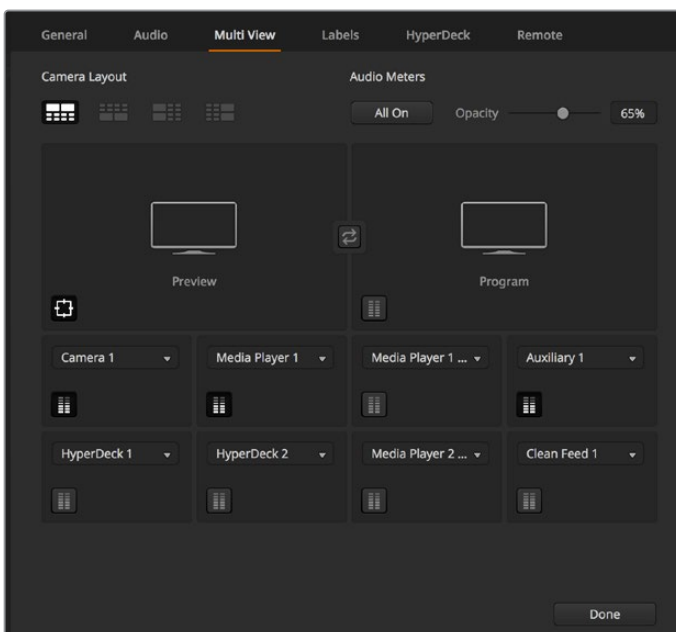 General Audio Multi View Labels HyperDeck Remote
Camera Layout Audio Meters
All On Opacity 65%
Preview Program
Camera 1 Media Player 1 Media Player 1 ... Auxiliary 1
HyperDeck 1 HyperDeck 2 Media Player 2 ... Clean Feed 1
Done